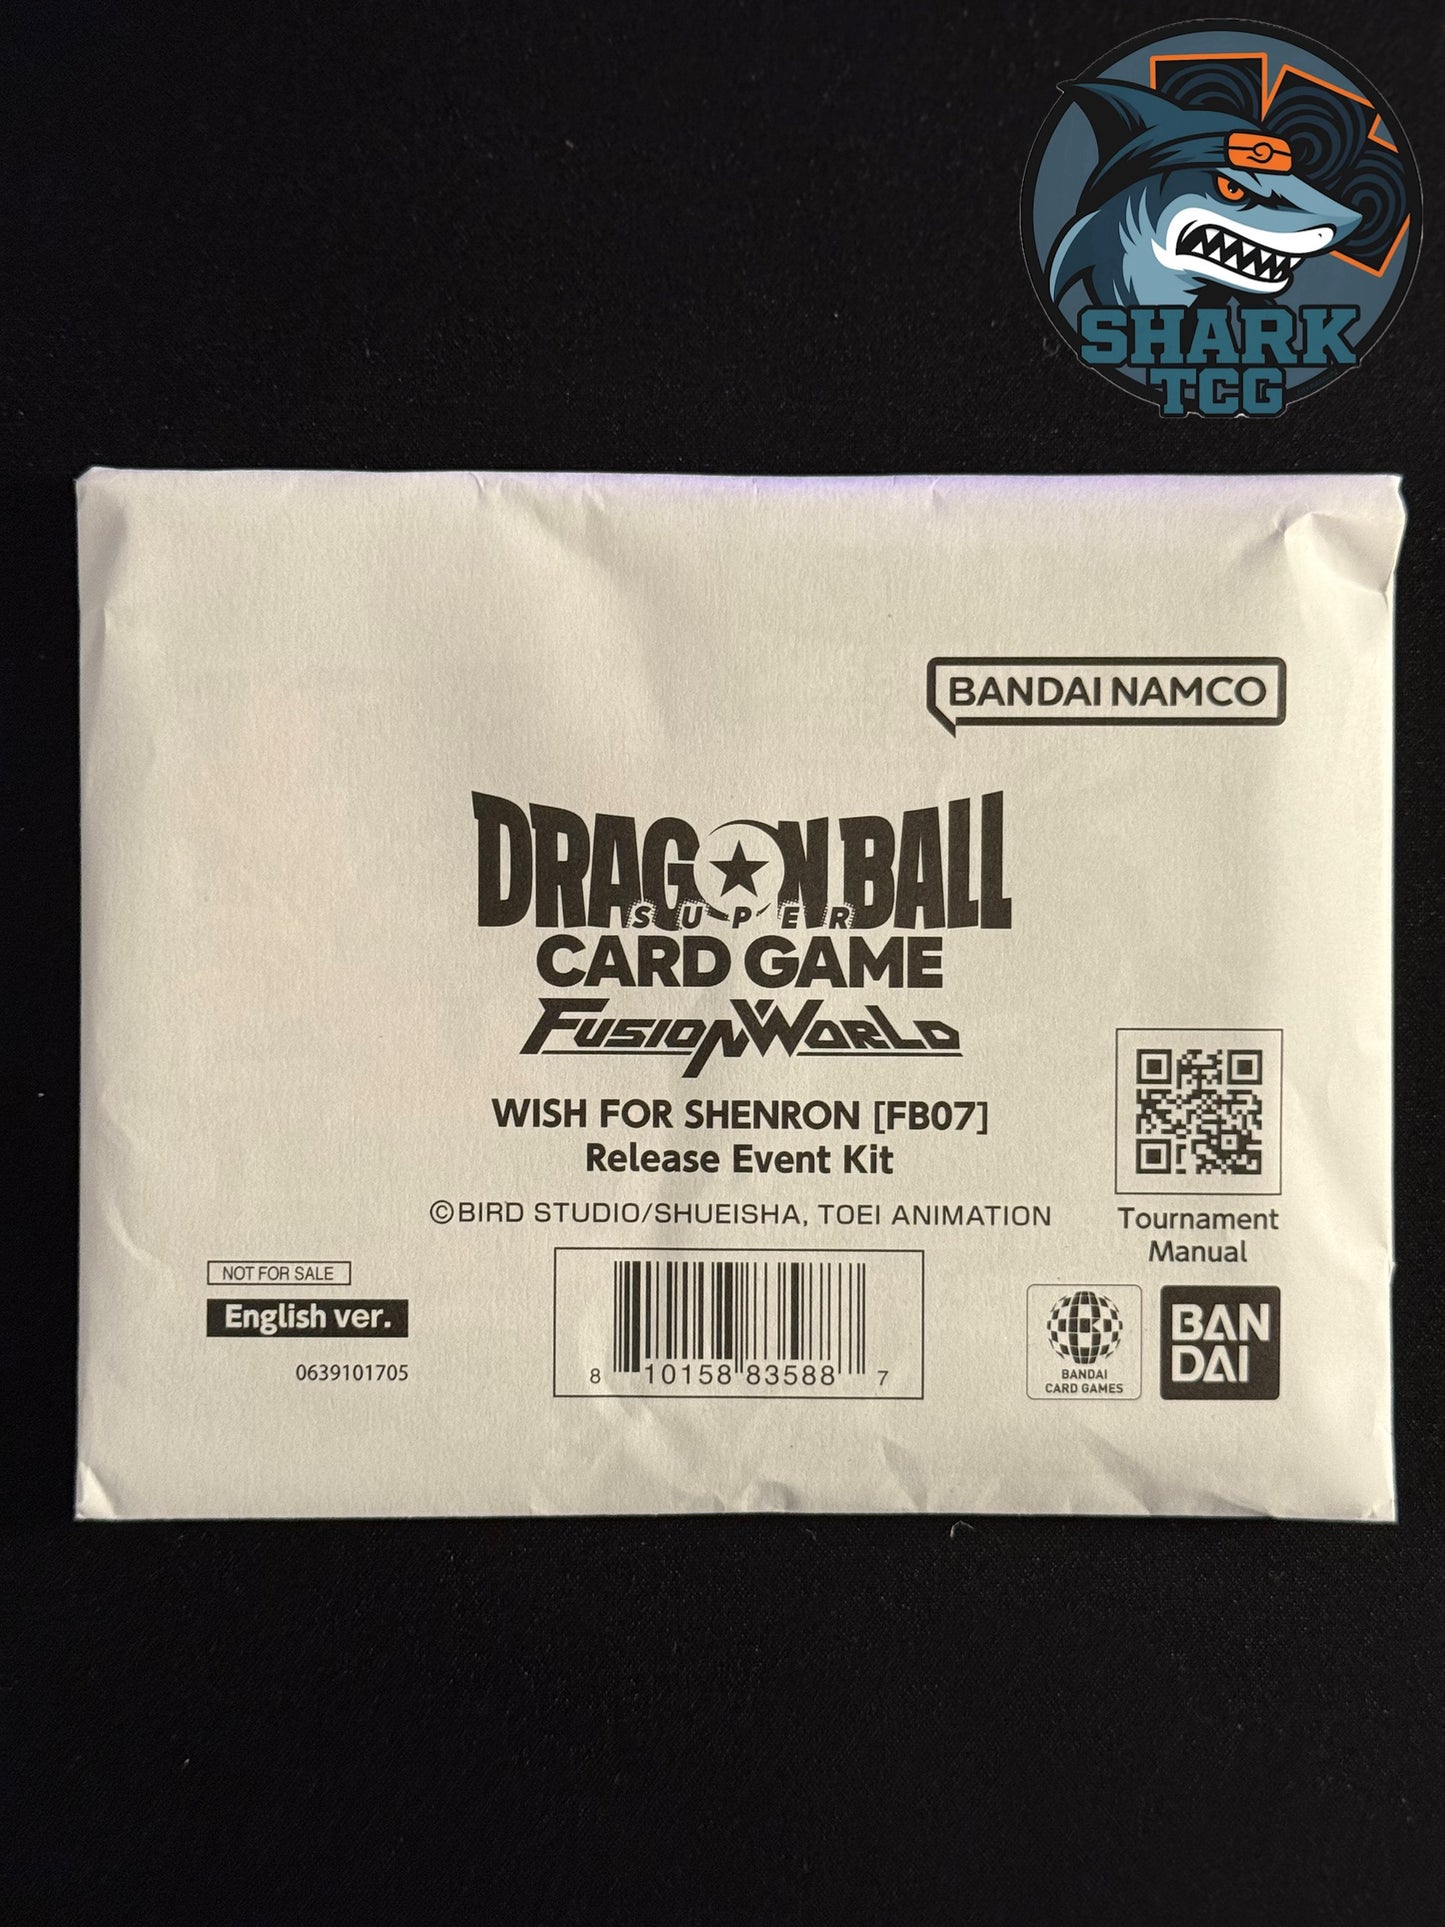 SHARK
TCG
BANDAI NAMCO
DRAGON BALL
SUPER
CARD GAME
FUSION WORLD
WISH FOR SHENRON [FB07]
Release Event Kit
©BIRD STUDIO/SHUEISHA, TOEI ANIMATION
Tournament
Manual
NOT FOR SALE
English ver.
0639101705
8 10158 83588 7
BANDAI
CARD GAMES
BAN
DAI